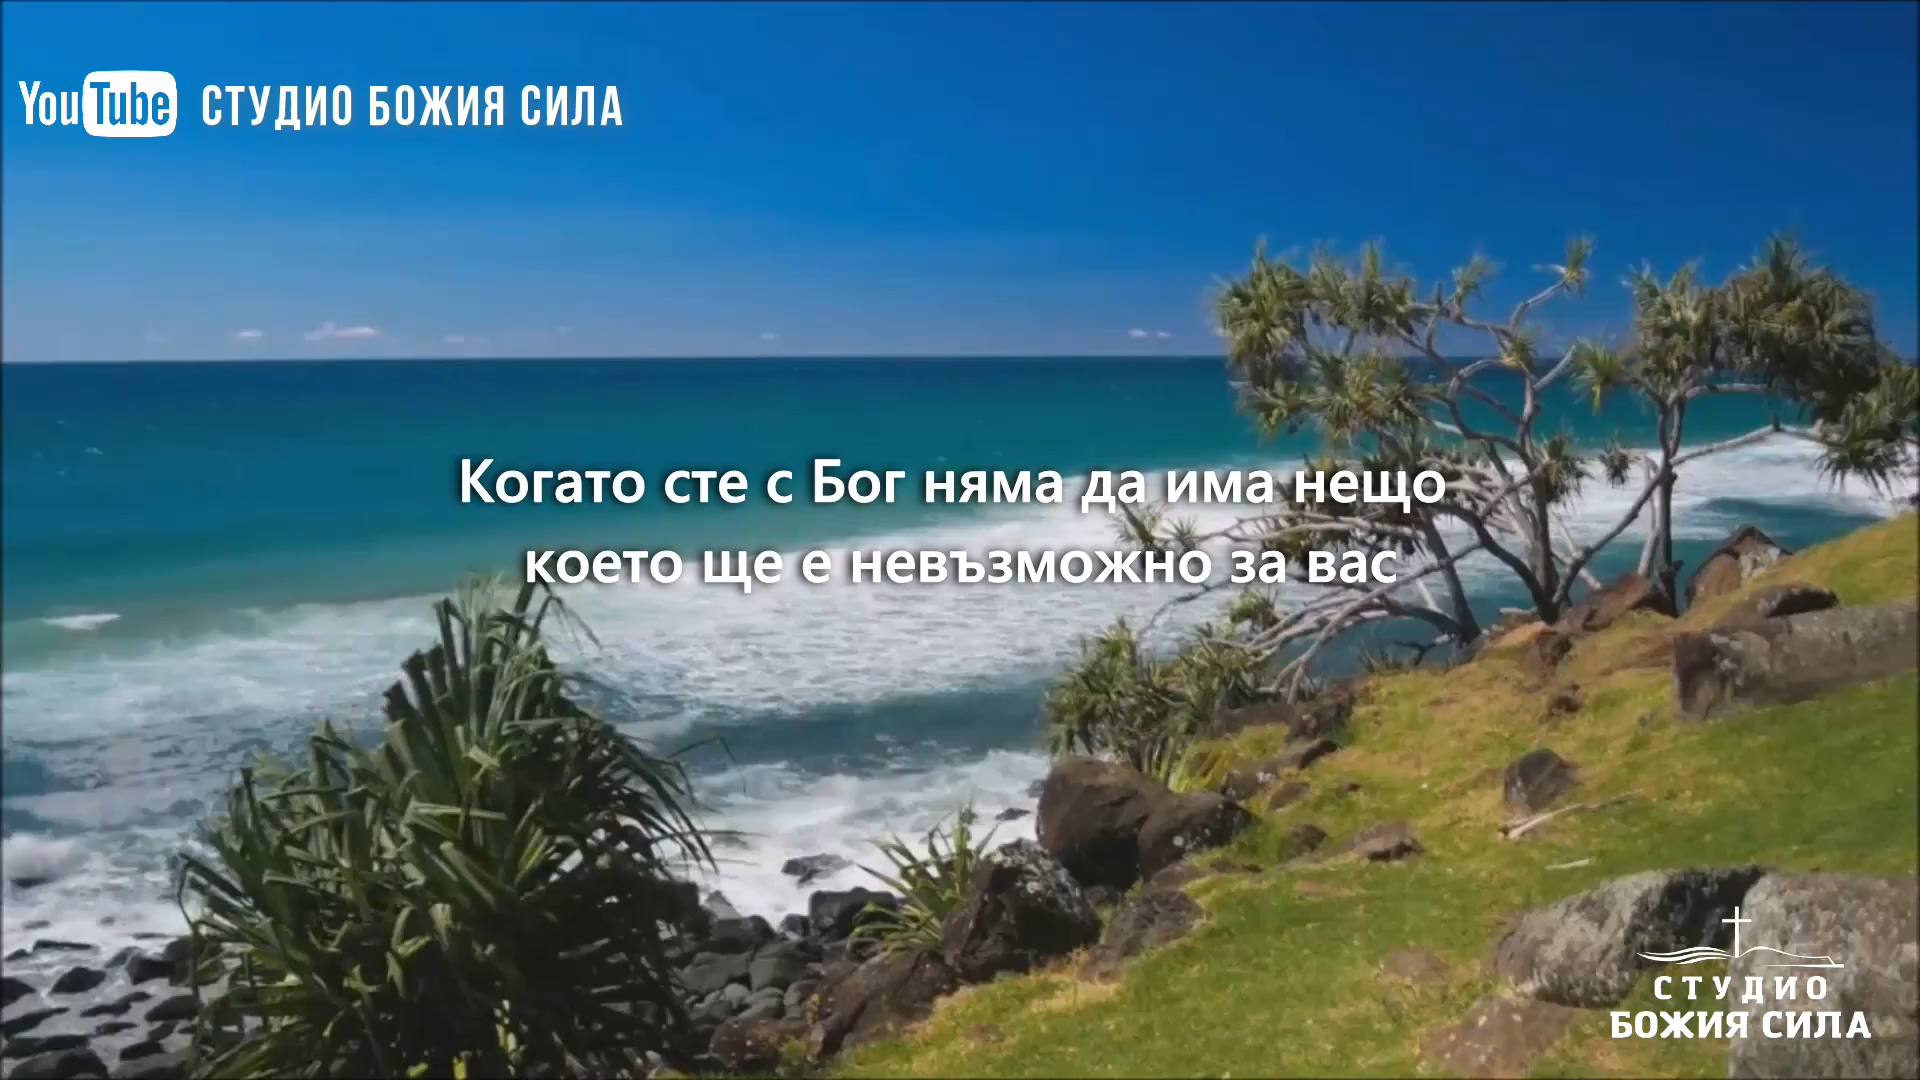 YouTube СТУДИО БОЖИЯ СИЛА
Когато сте с Бог няма да има нещо
което ще е невъзможно за вас
СТУДИО
БОЖИЯ СИЛА